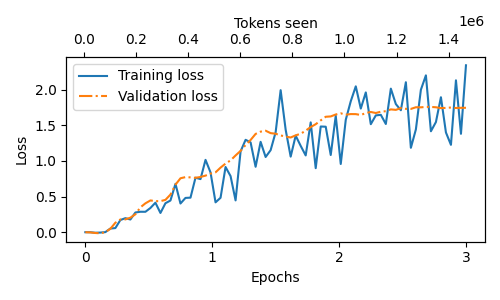 Tokens seen
0.0 0.2 0.4 0.6 0.8 1.0 1.2 1.4 1e6
Training loss
Validation loss
Loss
2.0
1.5
1.0
0.5
0.0
0 1 2 3
Epochs